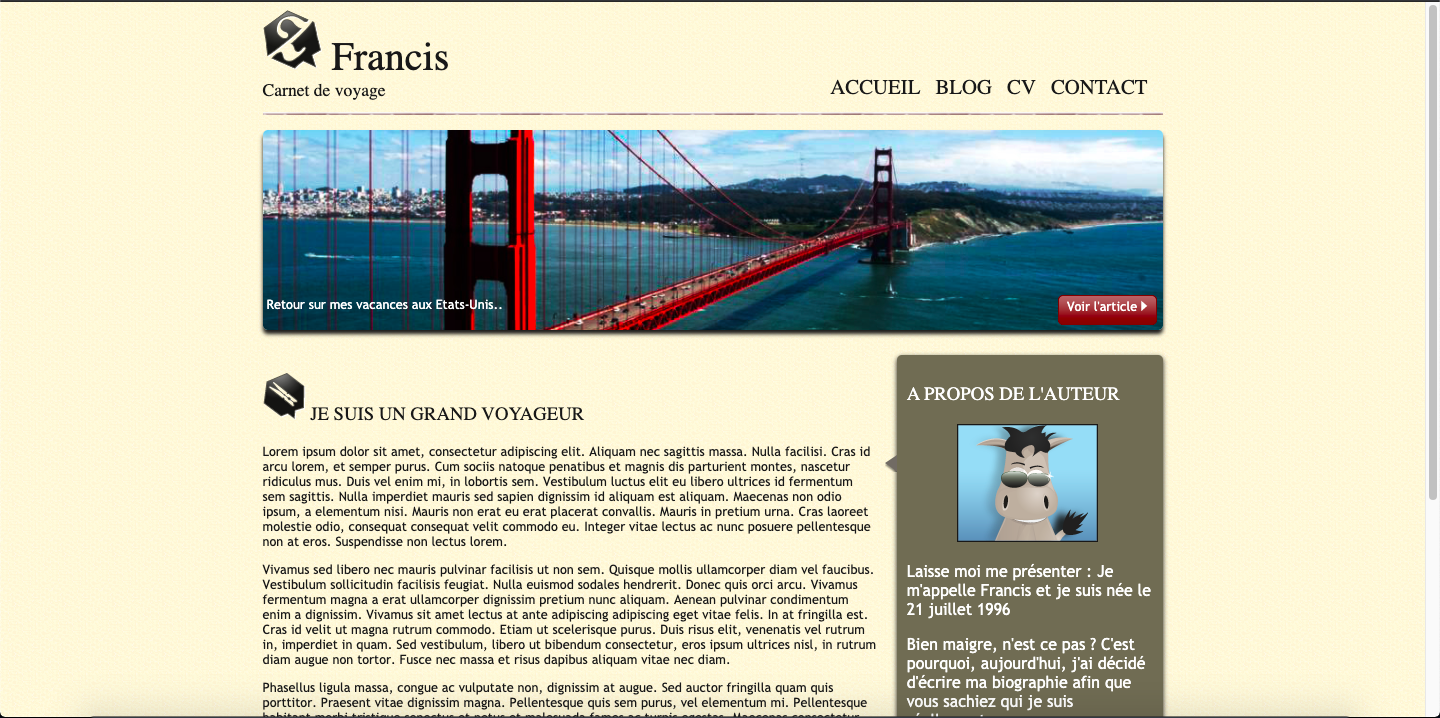 Francis
Carnet de voyage
ACCUEIL BLOG CV CONTACT
Retour sur mes vacances aux Etats-Unis..
Voir l'article
JE SUIS UN GRAND VOYAGEUR
Lorem ipsum dolor sit amet, consectetur adipiscing elit. Aliquam nec sagittis massa. Nulla facilisi. Cras id
arcu lorem, et semper purus. Cum sociis natoque penatibus et magnis dis parturient montes, nascetur
ridiculus mus. Duis vel enim mi, in lobortis sem. Vestibulum luctus elit eu libero ultrices id fermentum
sem sagittis. Nulla imperdiet mauris sed sapien dignissim id aliquam est aliquam. Maecenas non odio
ipsum, a elementum nisi. Mauris non erat eu erat placerat convallis. Mauris in pretium urna. Cras laoreet
molestie odio, consequat consequat velit commodo eu. Integer vitae lectus ac nunc posuere pellentesque
non at eros. Suspendisse non lectus lorem.
Vivamus sed libero nec mauris pulvinar facilisis ut non sem. Quisque mollis ullamcorper diam vel faucibus.
Vestibulum sollicitudin facilisis feugiat. Nulla euismod sodales hendrerit. Donec quis orci arcu. Vivamus
fermentum magna a erat ullamcorper dignissim pretium nunc aliquam. Aenean pulvinar condimentum
enim a dignissim. Vivamus sit amet lectus at ante adipiscing adipiscing eget vitae felis. In at fringilla est.
Cras id velit ut magna rutrum commodo. Etiam ut scelerisque purus. Duis risus elit, venenatis vel rutrum
in, imperdiet in quam. Sed vestibulum, libero ut bibendum consectetur, eros ipsum ultrices nisl, in rutrum
diam augue non tortor. Fusce nec massa et risus dapibus aliquam vitae nec diam.
Phasellus ligula massa, congue ac vulputate non, dignissim at augue. Sed auctor fringilla quam quis
porttitor. Praesent vitae dignissim magna. Pellentesque quis sem purus, vel elementum mi. Pellentesque
A PROPOS DE L'AUTEUR
Laisse moi me présenter : Je
m'appelle Francis et je suis née le
21 juillet 1996
Bien maigre, n'est ce pas ? C'est
pourquoi, aujourd'hui, j'ai décidé
d'écrire ma biographie afin que
vous sachiez qui je suis